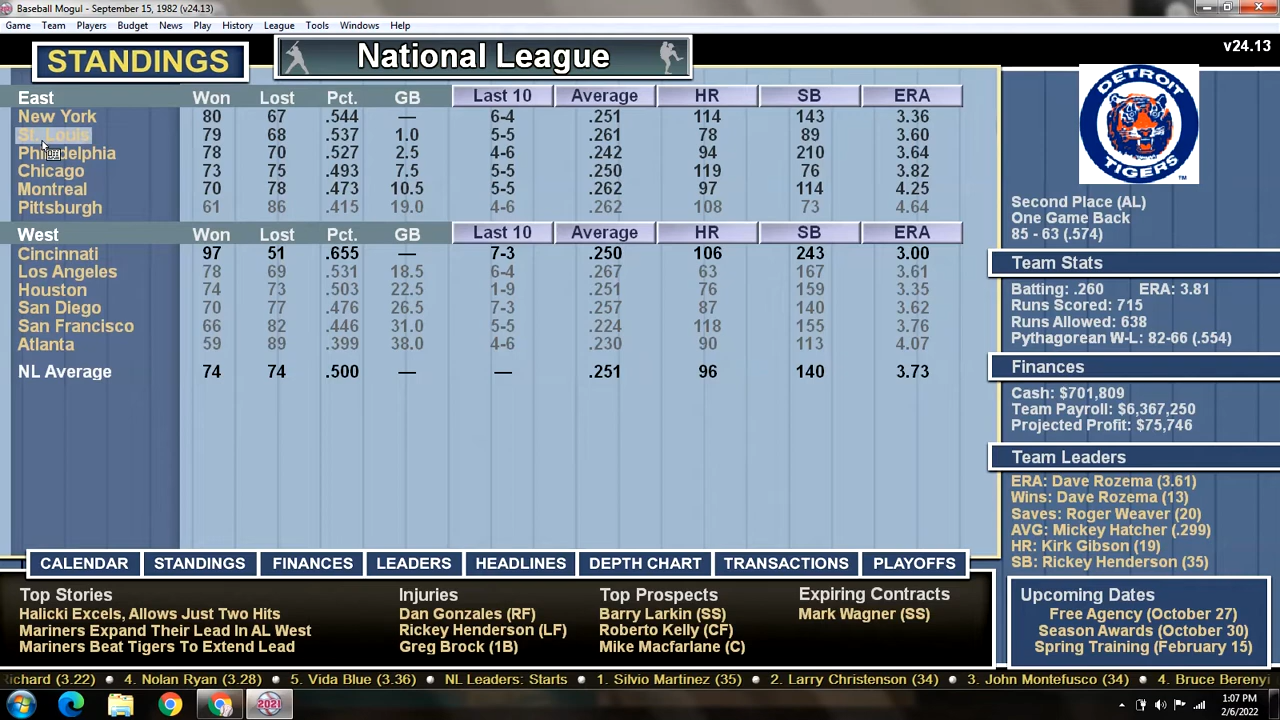 Baseball Mogul - September 15, 1982 (v24.13)
Game Team Players Budget News Play History League Tools Windows Help
STANDINGS National League v24.13
East Won Lost Pct. GB Last 10 Average HR SB ERA
New York 80 67 .544 — 6-4 .251 114 143 3.36
St. Louis 79 68 .537 1.0 5-5 .261 78 89 3.60
Philadelphia 78 70 .527 2.5 4-6 .242 94 210 3.64
Chicago 73 75 .493 7.5 5-5 .250 119 76 3.82
Montreal 70 78 .473 10.5 5-5 .262 97 114 4.25
Pittsburgh 61 86 .415 19.0 4-6 .262 108 73 4.64
West Won Lost Pct. GB Last 10 Average HR SB ERA
Cincinnati 97 51 .655 — 7-3 .250 106 243 3.00
Los Angeles 78 69 .531 18.5 6-4 .267 63 167 3.61
Houston 74 73 .503 22.5 1-9 .250 76 159 3.35
San Diego 70 77 .476 26.5 7-3 .257 87 140 3.62
San Francisco 66 82 .446 31.0 5-5 .224 118 155 3.76
Atlanta 59 89 .399 38.0 4-6 .230 90 113 4.07
NL Average 74 74 .500 — — .251 96 140 3.73
DETROIT
TIGERS
TM
Second Place (AL)
One Game Back
85 - 63 (.574)
Team Stats
Batting: .260 ERA: 3.81
Runs Scored: 715
Runs Allowed: 638
Pythagorean W-L: 82-66 (.554)
Finances
Cash: $701,809
Team Payroll: $6,367,250
Projected Profit: $75,746
Team Leaders
ERA: Dave Rozema (3.61)
Wins: Dave Rozema (13)
Saves: Roger Weaver (20)
AVG: Mickey Hatcher (.299)
HR: Kirk Gibson (19)
SB: Rickey Henderson (35)
CALENDAR STANDINGS FINANCES LEADERS HEADLINES DEPTH CHART TRANSACTIONS PLAYOFFS
Top Stories
Halicki Excels, Allows Just Two Hits
Mariners Expand Their Lead In AL West
Mariners Beat Tigers To Extend Lead
Injuries
Dan Gonzales (RF)
Rickey Henderson (LF)
Greg Brock (1B)
Top Prospects
Barry Larkin (SS)
Roberto Kelly (CF)
Mike Macfarlane (C)
Expiring Contracts
Mark Wagner (SS)
Upcoming Dates
Free Agency (October 27)
Season Awards (October 30)
Spring Training (February 15)
Richard (3.22) 4. Nolan Ryan (3.28) 5. Vida Blue (3.36) NL Leaders: Starts 1. Silvio Martinez (35) 2. Larry Christenson (34) 3. John Montefusco (34) 4. Bruce Berenyi
2021
1:07 PM
2/6/2022